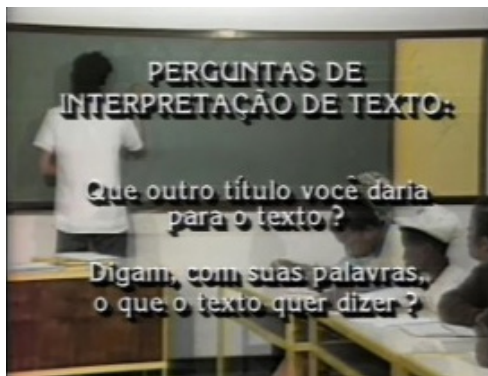 PERGUNTAS DE
INTERPRETAÇÃO DE TEXTO:
Que outro título você daria
para o texto ?
Digam, com suas palavras,
o que o texto quer dizer ?